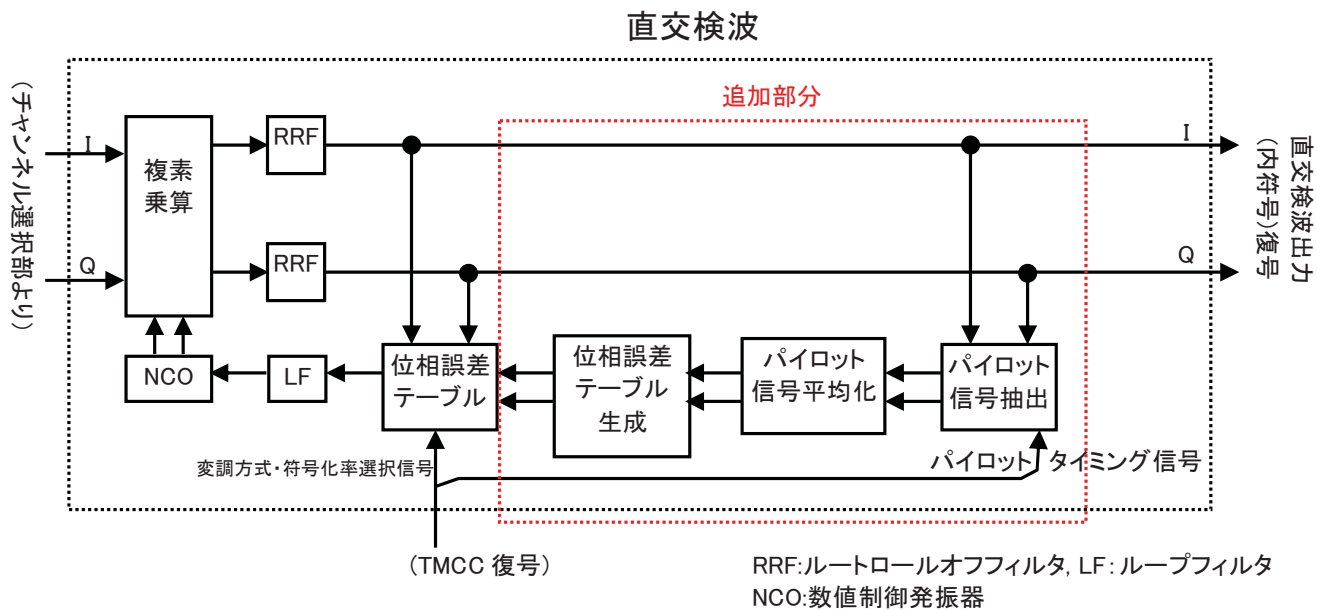 直交検波
追加部分
(チャンネル選択部より)
I
Q
複素
乗算
RRF
RRF
I
Q
直交検波出力
(内符号)復号
NCO
LF
位相誤差
テーブル
位相誤差
テーブル
生成
パイロット
信号平均化
パイロット
信号抽出
変調方式・符号化率選択信号
パイロット タイミング信号
(TMCC 復号)
RRF:ルートロールオフフィルタ, LF: ループフィルタ
NCO:数値制御発振器